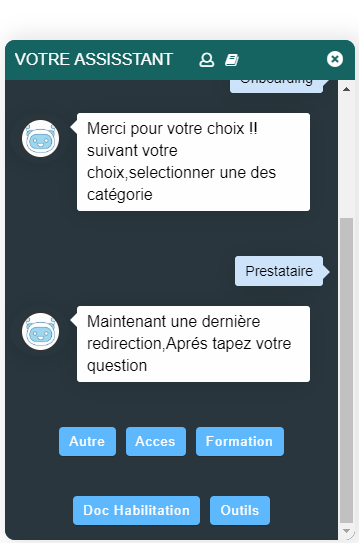 VOTRE ASSISSTANT
Onboarding
Merci pour votre choix !!
suivant votre
choix,selectionner une des
catégorie
Prestataire
Maintenant une dernière
redirection,Aprés tapez votre
question
Autre Acces Formation
Doc Habilitation Outils